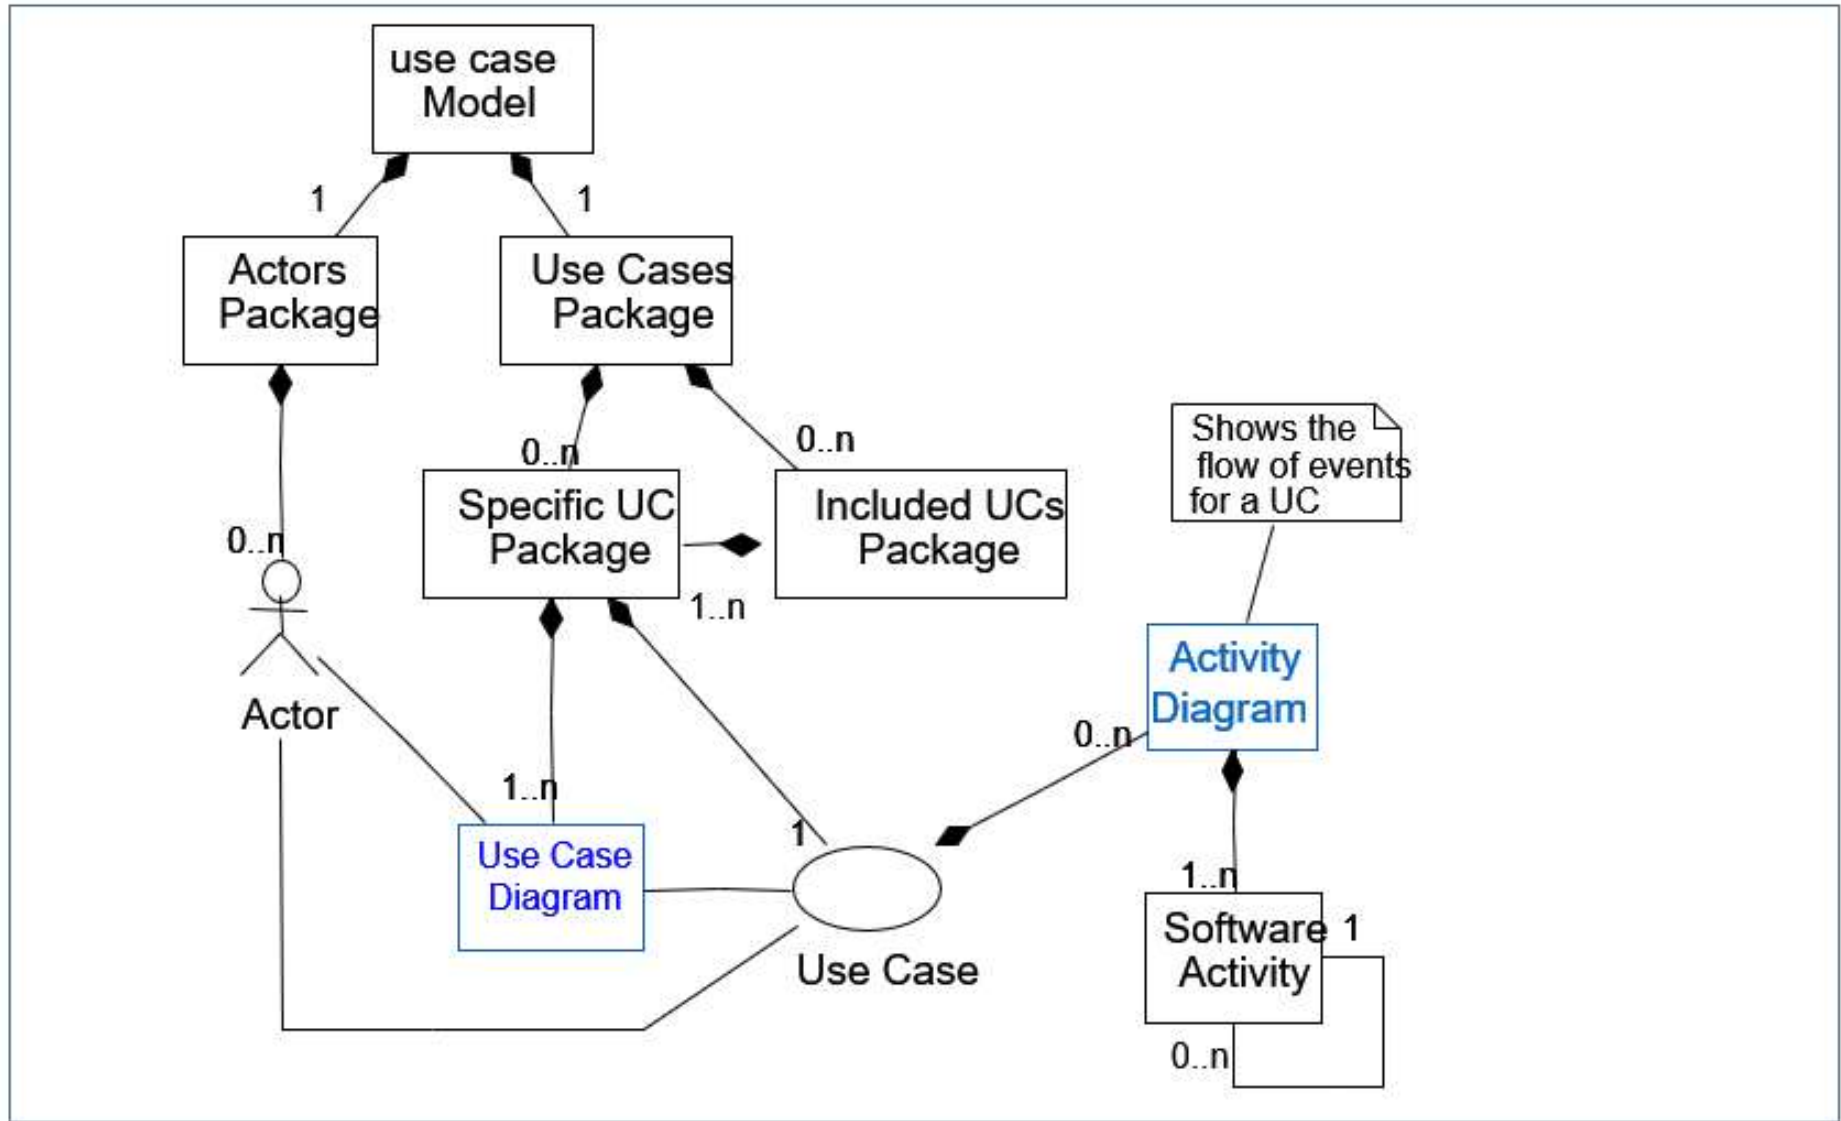 use case
Model
1
1
Actors
Package
Use Cases
Package
0..n
0..n
Shows the
flow of events
for a UC
Specific UC
Package
Included UCs
Package
0..n
1..n
Activity
Diagram
Actor
0..n
1..n
1
Use Case
Diagram
1..n
Software
Activity
1
Use Case
0..n